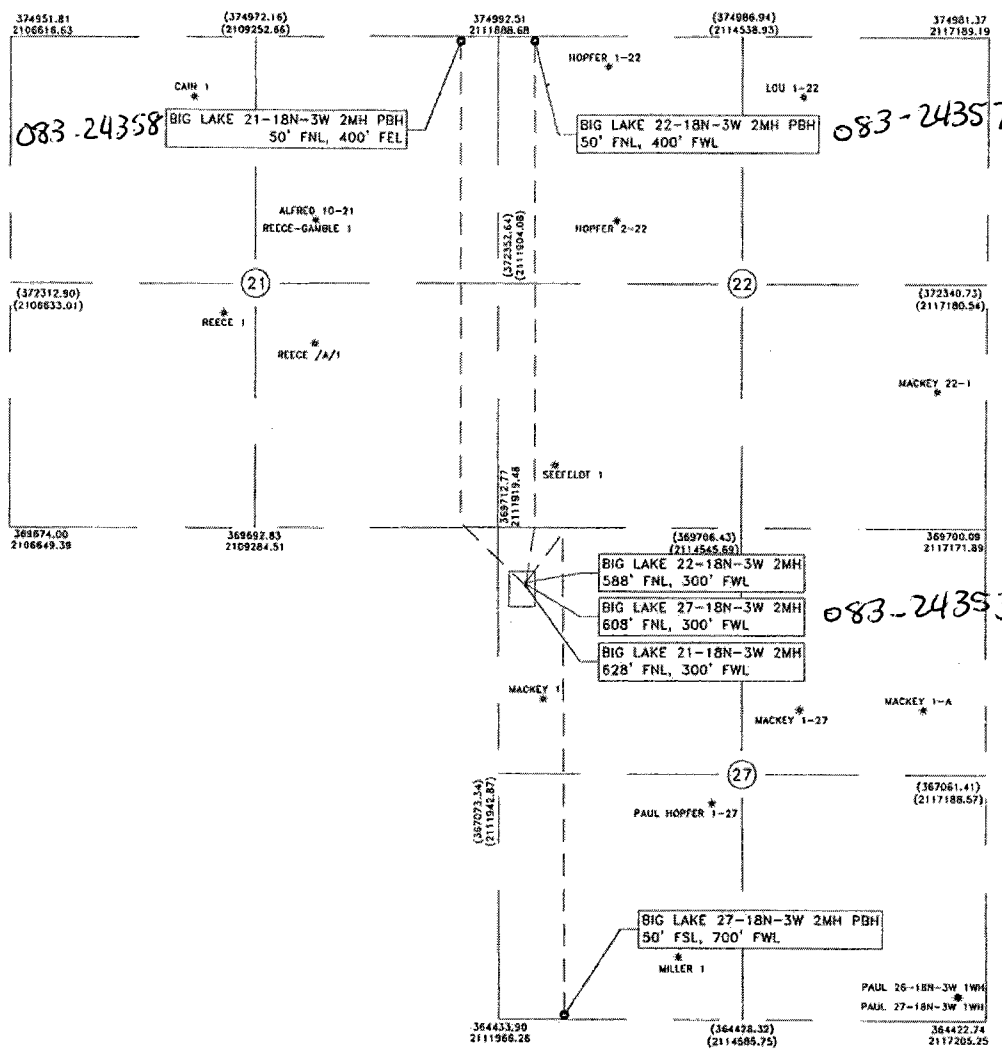 374951.81
2106616.63
(374972.16)
(2109252.66)
374992.51
2111888.68
(374986.94)
(2114538.93)
374981.37
2117189.19
HOPFER 1-22
CAIR 1
LOU 1-22
083-24358
BIG LAKE 21-18N-3W 2MH PBH
50' FNL, 400' FEL
BIG LAKE 22-18N-3W 2MH PBH
50' FNL, 400' FWL
083-24357
ALFRED 10-21
REECE-GAMBLE 1
HOPFER 2-22
(372352.64)
(2111904.08)
(372312.90)
(2106633.01)
21
22
(372340.73)
(2117180.54)
REECE 1
REECE /A/1
MACKEY 22-1
SEEFELDT 1
369712.77
2111919.48
369674.00
2106649.39
369692.83
2109284.51
(369706.43)
(2114545.69)
369700.09
2117171.89
BIG LAKE 22-18N-3W 2MH
588' FNL, 300' FWL
BIG LAKE 27-18N-3W 2MH
608' FNL, 300' FWL
083-24353
BIG LAKE 21-18N-3W 2MH
628' FNL, 300' FWL
MACKEY 1
MACKEY 1-27
MACKEY 1-A
27
(367073.34)
(2111942.87)
(367061.41)
(2117188.57)
PAUL HOPFER 1-27
BIG LAKE 27-18N-3W 2MH PBH
50' FSL, 700' FWL
MILLER 1
PAUL 26-18N-3W 1WH
PAUL 27-18N-3W 1WH
364433.90
2111966.26
(364428.32)
(2114585.75)
364422.74
2117205.25